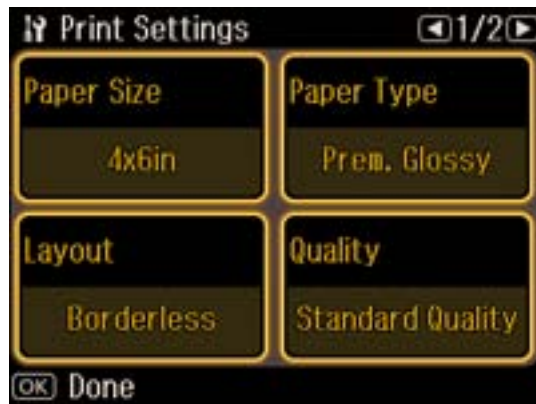 Print Settings 1/2
Paper Size Paper Type
4x6in Prem. Glossy
Layout Quality
Borderless Standard Quality
OK Done